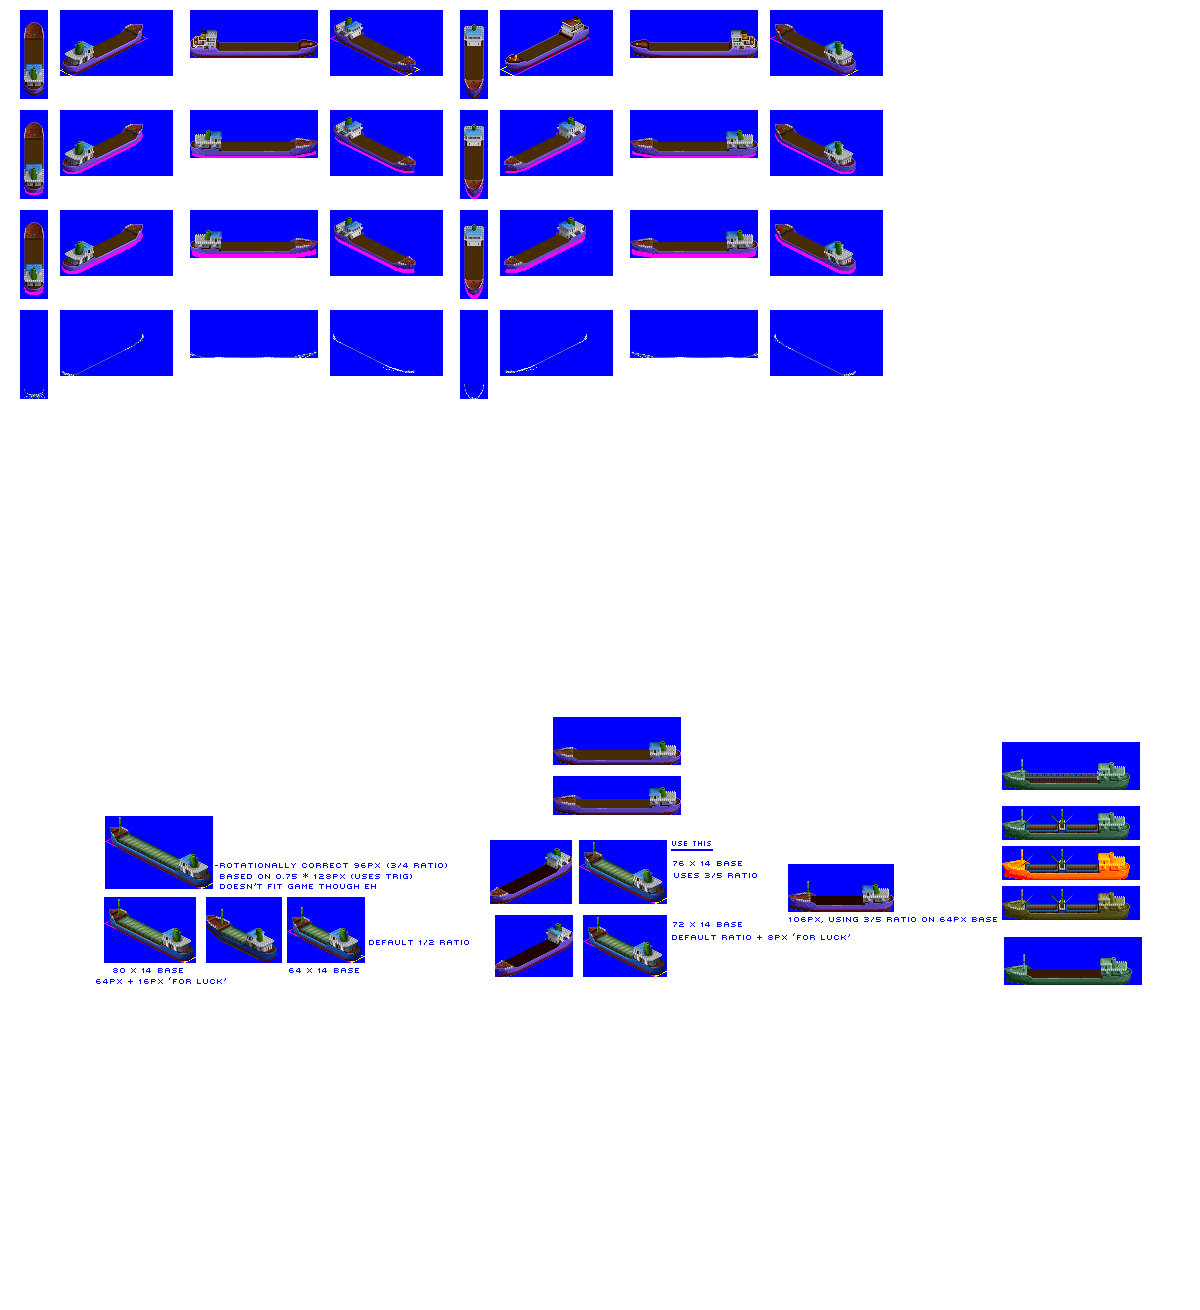 USE THIS
76 X 14 BASE
USES 3/5 RATIO
-ROTATIONALLY CORRECT 96PX (3/4 RATIO)
BASED ON 0.75 * 128PX (USES TRIG)
DOESN'T FIT GAME THOUGH EH
106PX, USING 3/5 RATIO ON 64PX BASE
72 X 14 BASE
DEFAULT RATIO + 8PX 'FOR LUCK'
DEFAULT 1/2 RATIO
80 X 14 BASE
64PX + 16PX 'FOR LUCK'
64 X 14 BASE